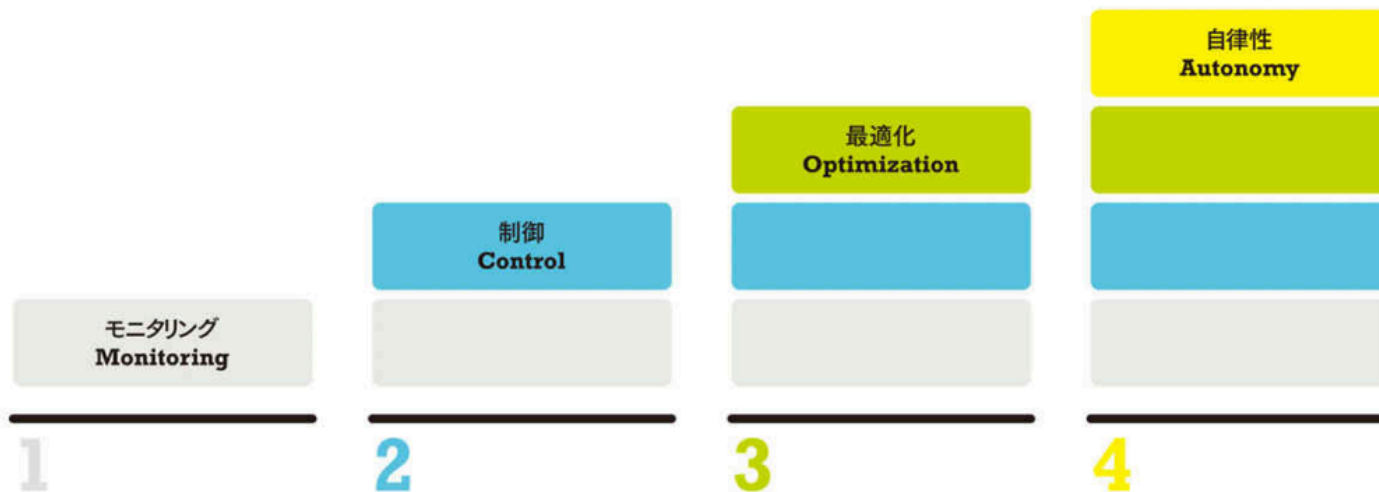 自律性
Autonomy
最適化
Optimization
制御
Control
モニタリング
Monitoring
1
2
3
4